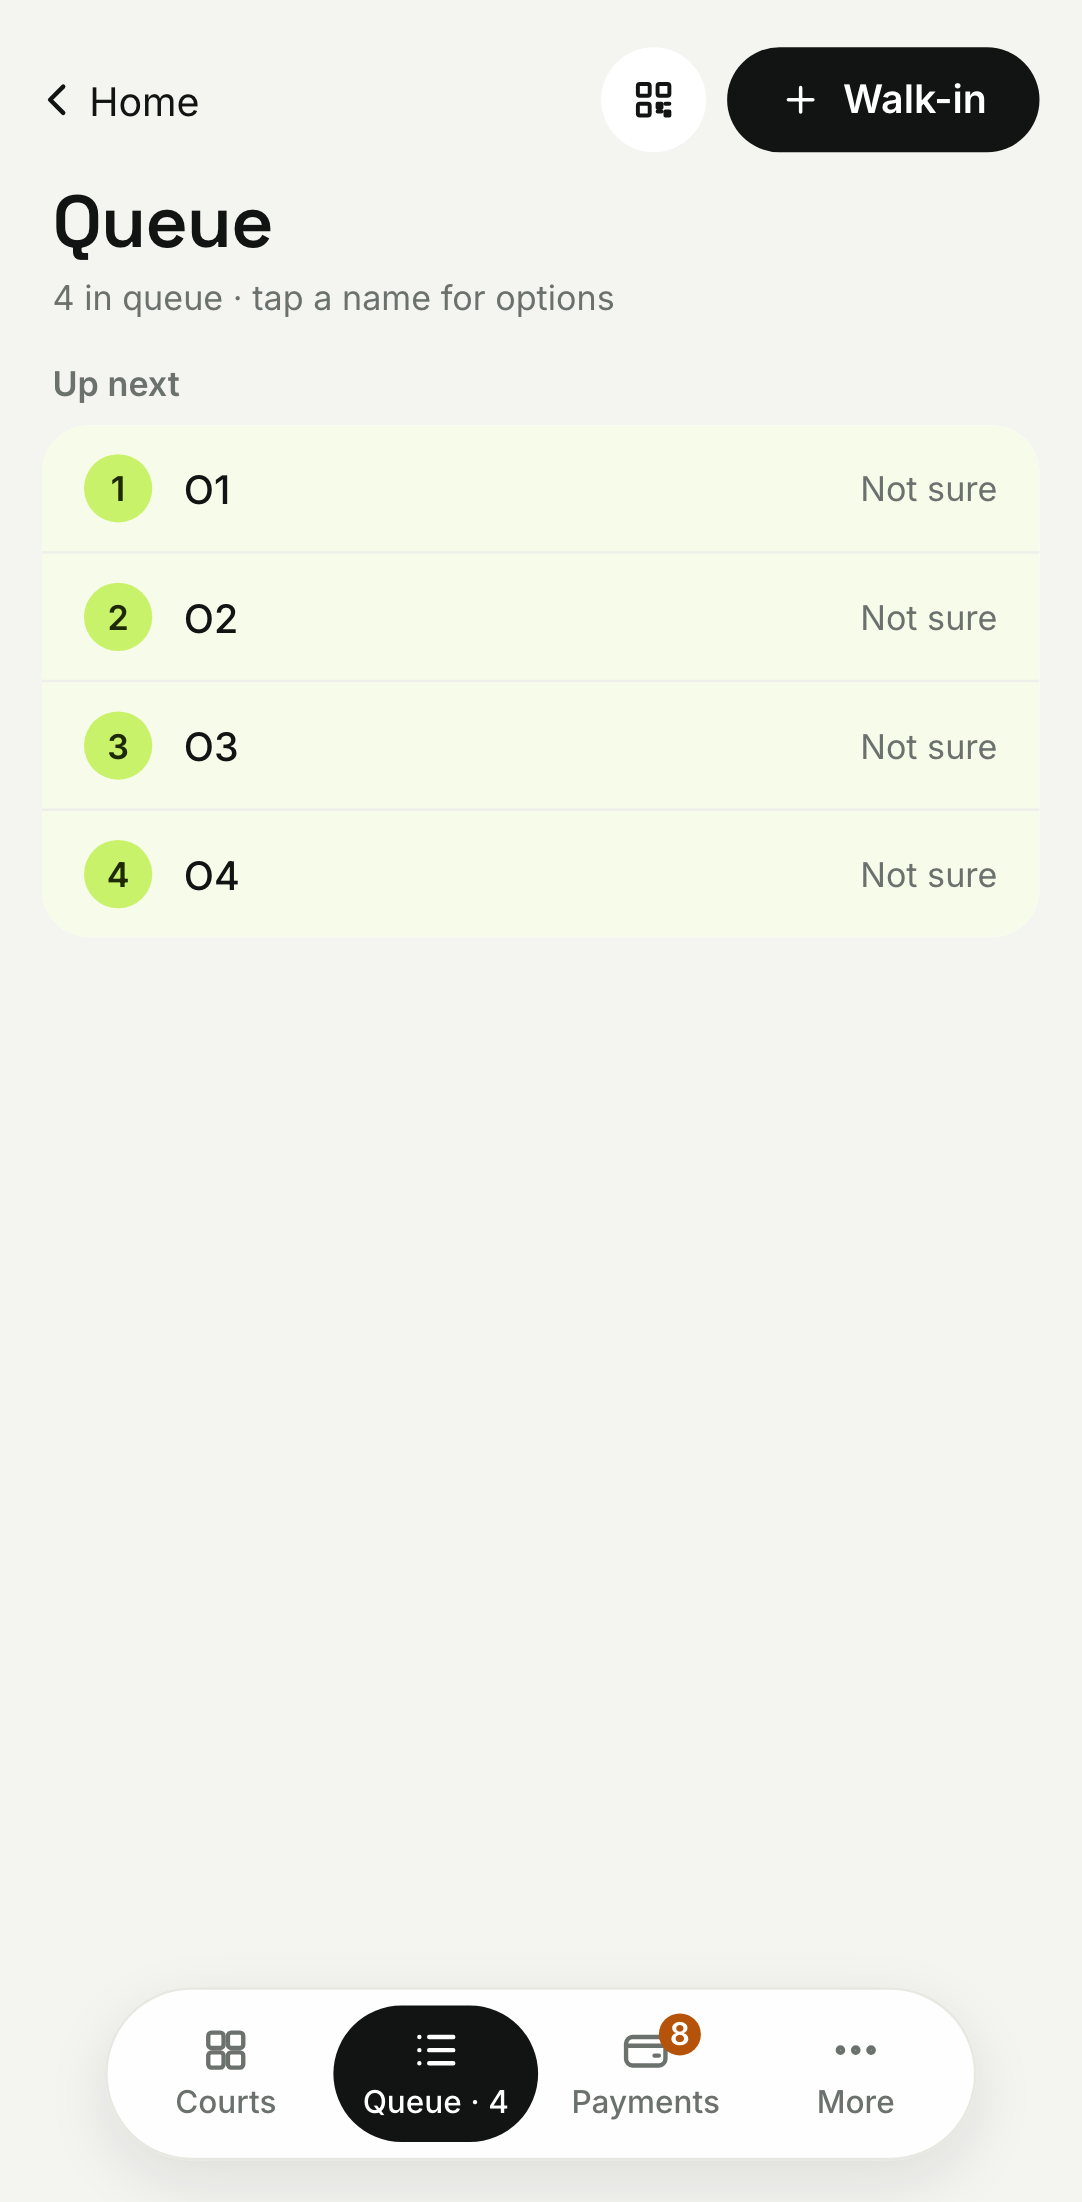 Home
Walk-in
Queue
4 in queue · tap a name for options
Up next
1 O1 Not sure
2 O2 Not sure
3 O3 Not sure
4 O4 Not sure
8
Courts
Queue · 4
Payments
More